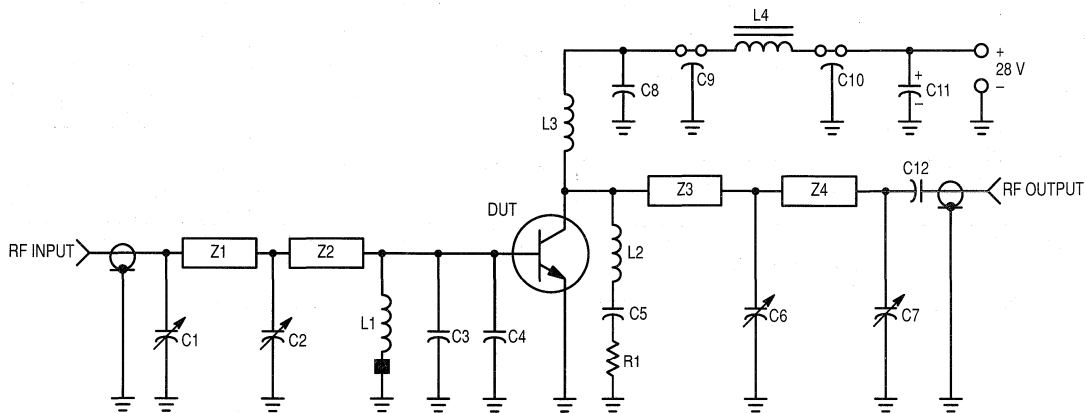 L4
+
28 V
–
C8
C9
C10
+
C11
–
L3
C12
Z3
Z4
RF OUTPUT
DUT
RF INPUT
Z1
Z2
L2
L1
C5
C6
C7
C1
C2
C3
C4
R1